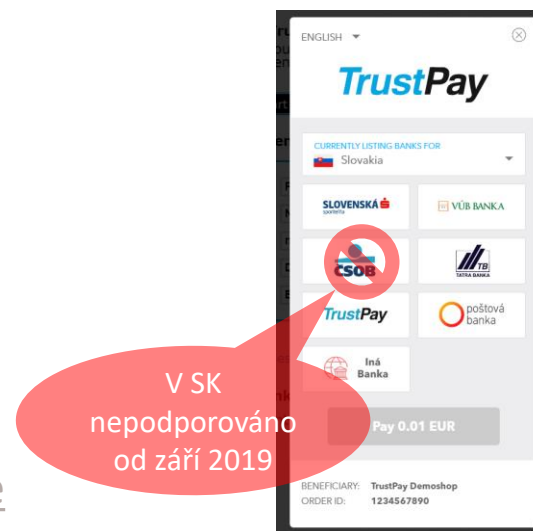 ENGLISH
TrustPay
CURRENTLY LISTING BANKS FOR
Slovakia
SLOVENSKÁ
sporiteľňa
VÚB BANKA
ČSOB
TB
TATRA BANKA
TrustPay
poštová
banka
Iná
Banka
V SK
nepodporováno
od září 2019
Pay 0.01 EUR
BENEFICIARY: TrustPay Demoshop
ORDER ID: 1234567890